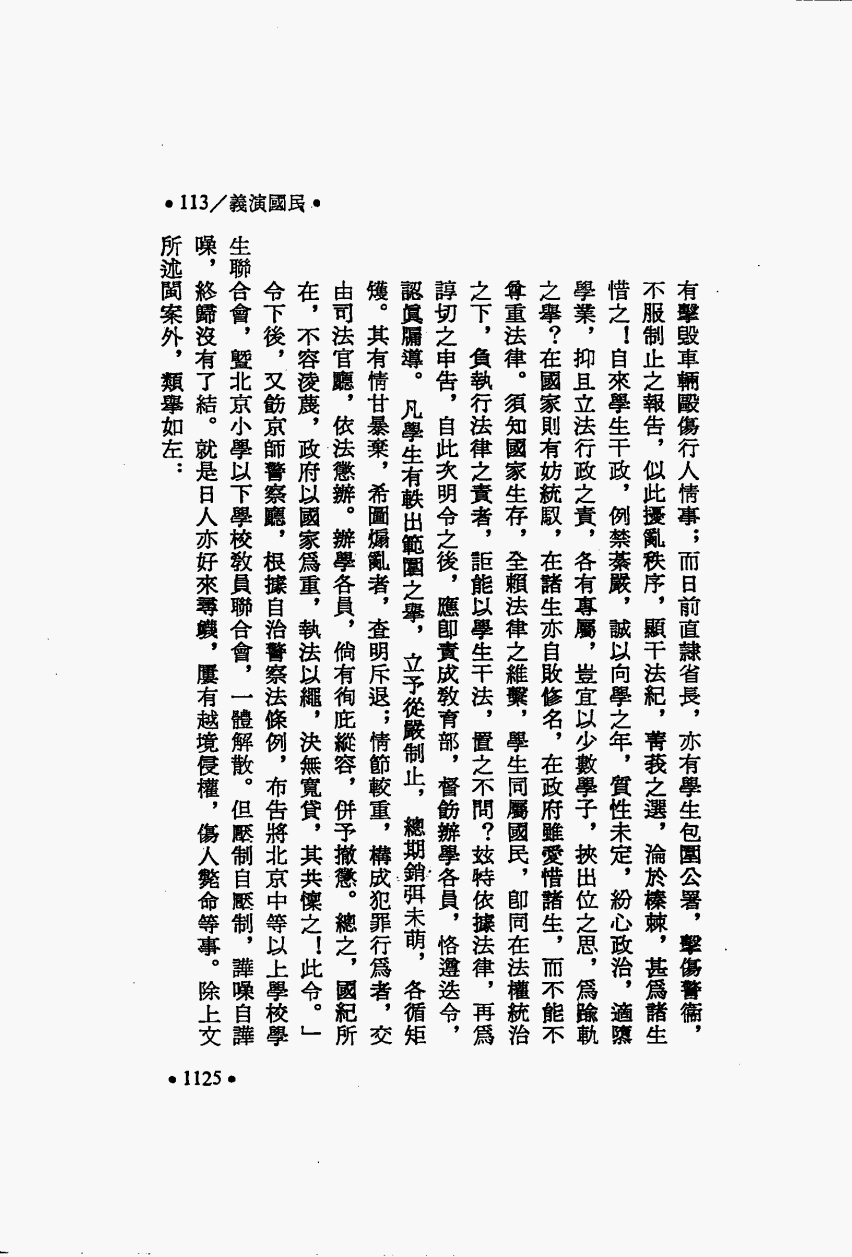 •113／義演國民•
有擊毀車輛毆傷行人情事；而日前直隸省長，亦有學生包圍公署，擊傷警衞，
不服制止之報告，似此擾亂秩序，顯干法紀，菁莪之選，淪於榛棘，甚爲諸生
惜之！自來學生干政，例禁綦嚴，誠以向學之年，質性未定，紛心政治，適隳
學業，抑且立法行政之責，各有專屬，豈宜以少數學子，挾出位之思，爲踰軌
之舉？在國家則有妨統馭，在諸生亦自敗修名，在政府雖愛惜諸生，而不能不
尊重法律。須知國家生存，全賴法律之維繫，學生同屬國民，卽同在法權統治
之下，負執行法律之責者，詎能以學生干法，置之不問？玆特依據法律，再爲
諄切之申告，自此次明令之後，應卽責成敎育部，督飭辦學各員，恪遵迭令，
認眞牖導。凡學生有軼出範圍之舉，立予從嚴制止，總期銷弭未萌，各循矩
矱。其有情甘暴棄，希圖煽亂者，查明斥退；情節較重，構成犯罪行爲者，交
由司法官廳，依法懲辦。辦學各員，倘有徇庇縱容，併予撤懲。總之，國紀所
在，不容淩蔑，政府以國家爲重，執法以繩，決無寬貸，其共懍之！此令。」
令下後，又飭京師警察廳，根據自治警察法條例，布告將北京中等以上學校學
生聯合會，曁北京小學以下學校敎員聯合會，一體解散。但壓制自壓制，譁噪自譁
噪，終歸沒有了結。就是日人亦好來尋釁，屢有越境侵權，傷人斃命等事。除上文
所述閩案外，類舉如左：
•1125•